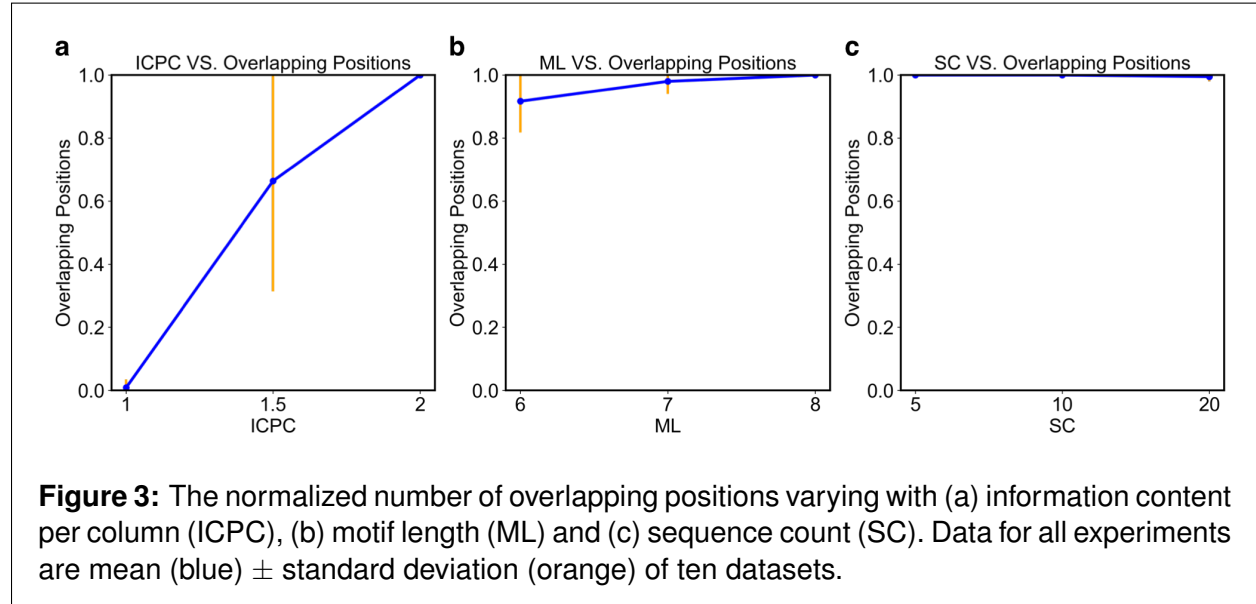 a
ICPC VS. Overlapping Positions
1.0
0.8
0.6
0.4
0.2
0.0
Overlapping Positions
1
1.5
2
ICPC
b
ML VS. Overlapping Positions
1.0
0.8
0.6
0.4
0.2
0.0
Overlapping Positions
6
7
8
ML
c
SC VS. Overlapping Positions
1.0
0.8
0.6
0.4
0.2
0.0
Overlapping Positions
5
10
20
SC
Figure 3: The normalized number of overlapping positions varying with (a) information content
per column (ICPC), (b) motif length (ML) and (c) sequence count (SC). Data for all experiments
are mean (blue) ± standard deviation (orange) of ten datasets.